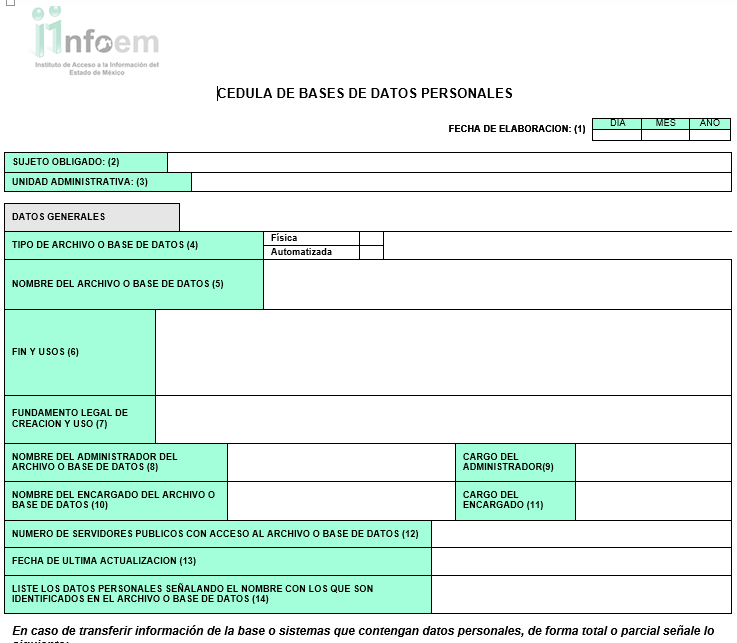 iinfoem
Instituto de Acceso a la Información del
Estado de México
CEDULA DE BASES DE DATOS PERSONALES
FECHA DE ELABORACION: (1)
DIA MES ANO
SUJETO OBLIGADO: (2)
UNIDAD ADMINISTRATIVA: (3)
DATOS GENERALES
TIPO DE ARCHIVO O BASE DE DATOS (4)
Física
Automatizada
NOMBRE DEL ARCHIVO O BASE DE DATOS (5)
FIN Y USOS (6)
FUNDAMENTO LEGAL DE
CREACION Y USO (7)
NOMBRE DEL ADMINISTRADOR DEL
ARCHIVO O BASE DE DATOS (8)
CARGO DEL
ADMINISTRADOR(9)
NOMBRE DEL ENCARGADO DEL ARCHIVO O
BASE DE DATOS (10)
CARGO DEL
ENCARGADO (11)
NUMERO DE SERVIDORES PUBLICOS CON ACCESO AL ARCHIVO O BASE DE DATOS (12)
FECHA DE ULTIMA ACTUALIZACION (13)
LISTE LOS DATOS PERSONALES SEÑALANDO EL NOMBRE CON LOS QUE SON
IDENTIFICADOS EN EL ARCHIVO O BASE DE DATOS (14)
En caso de transferir información de la base o sistemas que contengan datos personales, de forma total o parcial señale lo